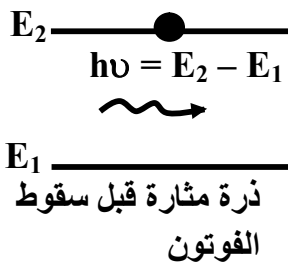 E₂
hυ = E₂ – E₁
E₁
ذرة مثارة قبل سقوط
الفوتون